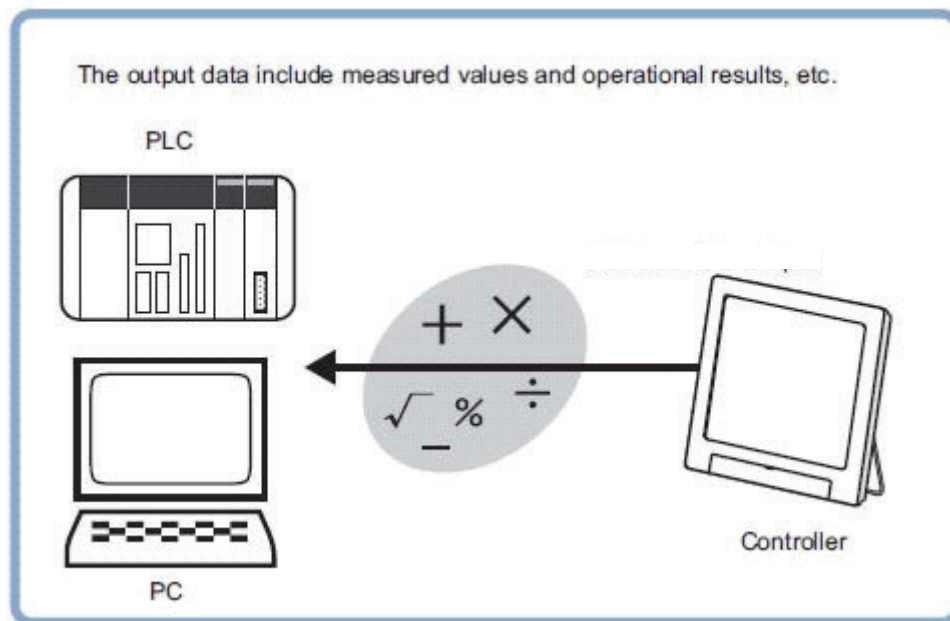 The output data include measured values and operational results, etc.
PLC
+ ×
√ % ÷
−
Controller
PC